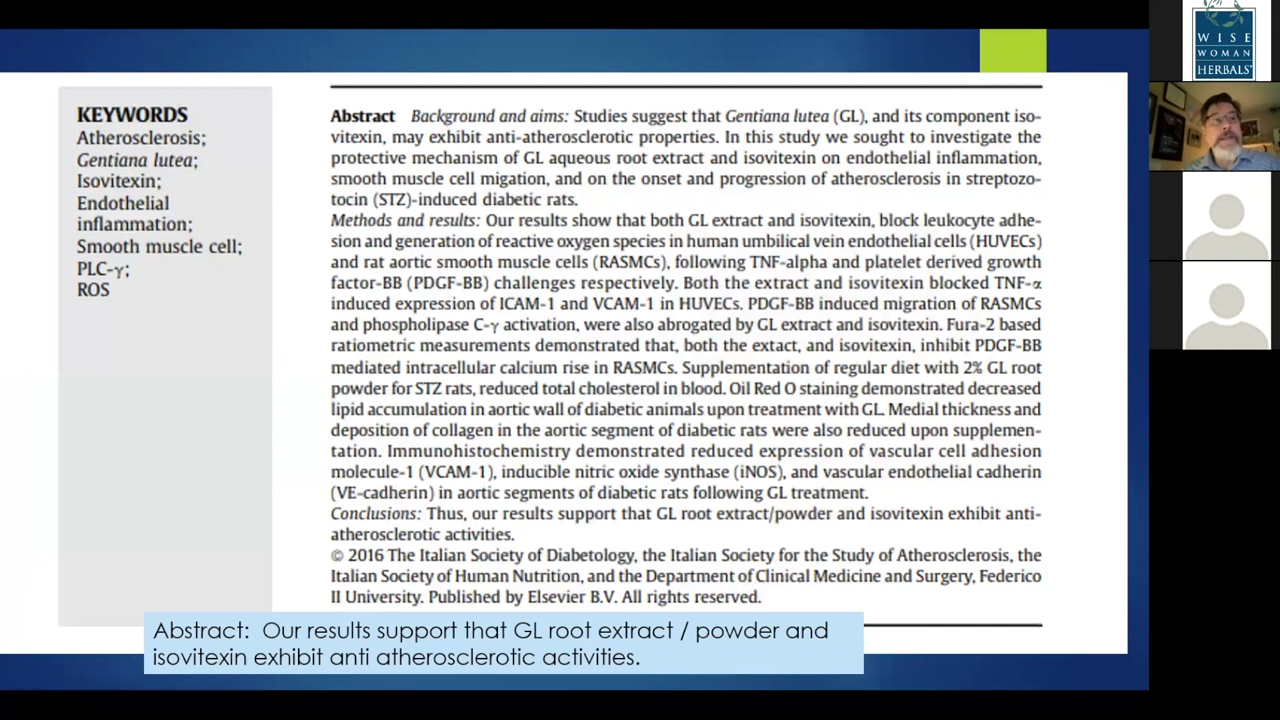 KEYWORDS
Atherosclerosis;
Gentiana lutea;
Isovitexin;
Endothelial
inflammation;
Smooth muscle cell;
PLC-γ;
ROS
Abstract Background and aims: Studies suggest that Gentiana lutea (GL), and its component iso-
vitexin, may exhibit anti-atherosclerotic properties. In this study we sought to investigate the
protective mechanism of GL aqueous root extract and isovitexin on endothelial inflammation,
smooth muscle cell migation, and on the onset and progression of atherosclerosis in streptozo-
tocin (STZ)-induced diabetic rats.
Methods and results: Our results show that both GL extract and isovitexin, block leukocyte adhe-
sion and generation of reactive oxygen species in human umbilical vein endothelial cells (HUVECs)
and rat aortic smooth muscle cells (RASMCs), following TNF-alpha and platelet derived growth
factor-BB (PDGF-BB) challenges respectively. Both the extract and isovitexin blocked TNF-α
induced expression of ICAM-1 and VCAM-1 in HUVECs. PDGF-BB induced migration of RASMCs
and phospholipase C-γ activation, were also abrogated by GL extract and isovitexin. Fura-2 based
ratiometric measurements demonstrated that, both the extact, and isovitexin, inhibit PDGF-BB
mediated intracellular calcium rise in RASMCs. Supplementation of regular diet with 2% GL root
powder for STZ rats, reduced total cholesterol in blood. Oil Red O staining demonstrated decreased
lipid accumulation in aortic wall of diabetic animals upon treatment with GL. Medial thickness and
deposition of collagen in the aortic segment of diabetic rats were also reduced upon supplemen-
tation. Immunohistochemistry demonstrated reduced expression of vascular cell adhesion
molecule-1 (VCAM-1), inducible nitric oxide synthase (iNOS), and vascular endothelial cadherin
(VE-cadherin) in aortic segments of diabetic rats following GL treatment.
Conclusions: Thus, our results support that GL root extract/powder and isovitexin exhibit anti-
atherosclerotic activities.
© 2016 The Italian Society of Diabetology, the Italian Society for the Study of Atherosclerosis, the
Italian Society of Human Nutrition, and the Department of Clinical Medicine and Surgery, Federico
II University. Published by Elsevier B.V. All rights reserved.
Abstract: Our results support that GL root extract / powder and
isovitexin exhibit anti atherosclerotic activities.
WISE
WOMAN
HERBALS